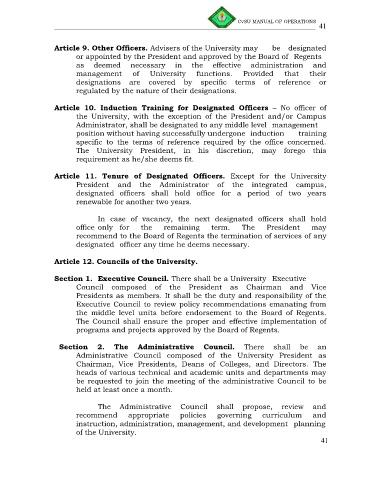 CvSU MANUAL OF OPERATIONS
41
Article 9. Other Officers. Advisers of the University may be designated
or appointed by the President and approved by the Board of Regents
as deemed necessary in the effective administration and
management of University functions. Provided that their
designations are covered by specific terms of reference or
regulated by the nature of their designations.
Article 10. Induction Training for Designated Officers – No officer of
the University, with the exception of the President and/or Campus
Administrator, shall be designated to any middle level management
position without having successfully undergone induction training
specific to the terms of reference required by the office concerned.
The University President, in his discretion, may forego this
requirement as he/she deems fit.
Article 11. Tenure of Designated Officers. Except for the University
President and the Administrator of the integrated campus,
designated officers shall hold office for a period of two years
renewable for another two years.
In case of vacancy, the next designated officers shall hold
office only for the remaining term. The President may
recommend to the Board of Regents the termination of services of any
designated officer any time he deems necessary.
Article 12. Councils of the University.
Section 1. Executive Council. There shall be a University Executive
Council composed of the President as Chairman and Vice
Presidents as members. It shall be the duty and responsibility of the
Executive Council to review policy recommendations emanating from
the middle level units before endorsement to the Board of Regents.
The Council shall ensure the proper and effective implementation of
programs and projects approved by the Board of Regents.
Section 2. The Administrative Council. There shall be an
Administrative Council composed of the University President as
Chairman, Vice Presidents, Deans of Colleges, and Directors. The
heads of various technical and academic units and departments may
be requested to join the meeting of the administrative Council to be
held at least once a month.
The Administrative Council shall propose, review and
recommend appropriate policies governing curriculum and
instruction, administration, management, and development planning
of the University.
41